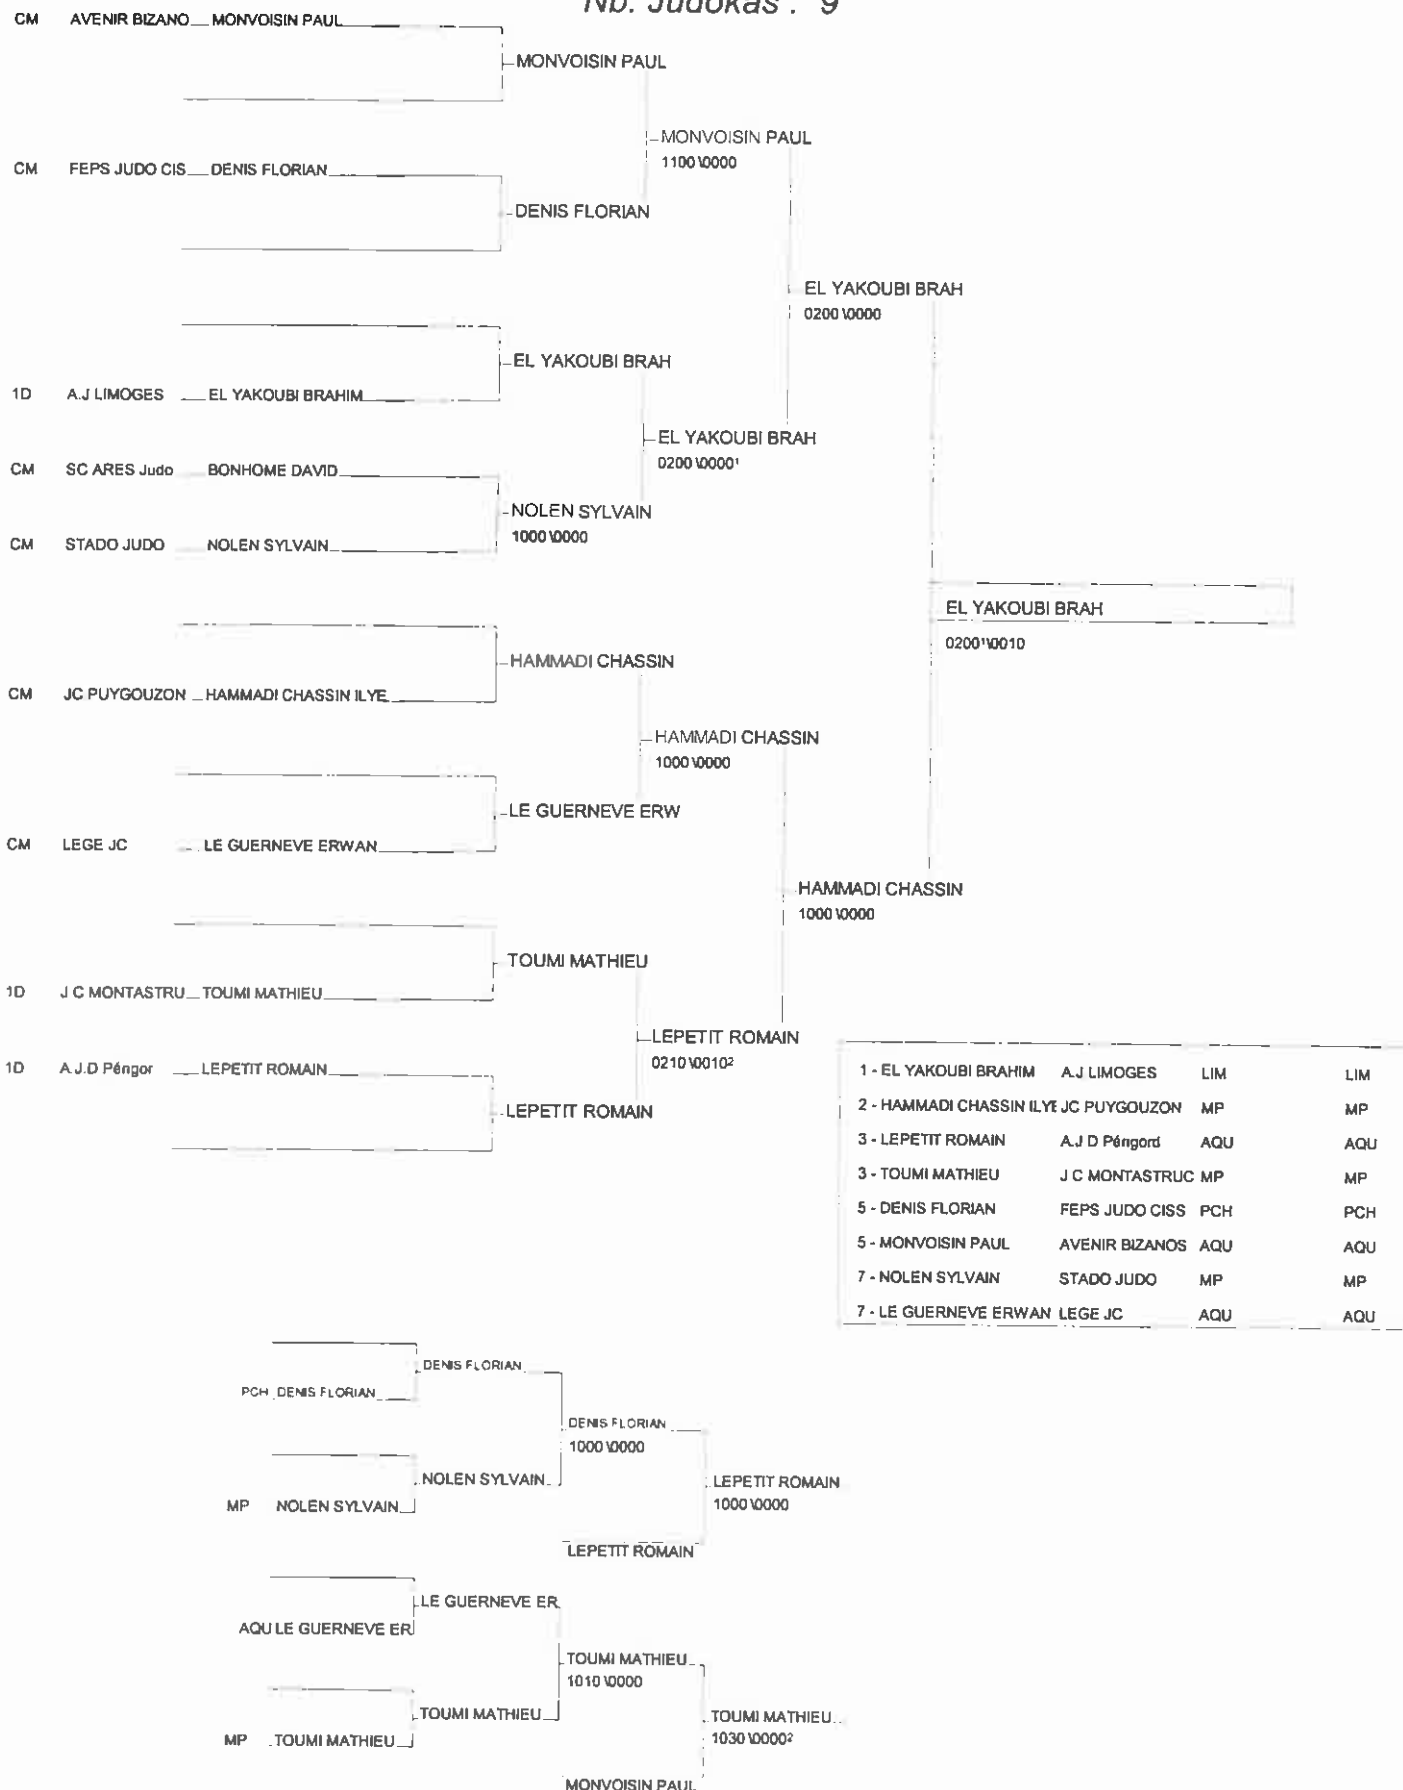 Nb. Judokas : 9
CM AVENIR BIZANO MONVOISIN PAUL
MONVOISIN PAUL
MONVOISIN PAUL
1100\0000
CM FEPS JUDO CIS DENIS FLORIAN
DENIS FLORIAN
EL YAKOUBI BRAH
0200\0000
EL YAKOUBI BRAH
1D A.J LIMOGES EL YAKOUBI BRAHIM
EL YAKOUBI BRAH
0200\0000¹
CM SC ARES Judo BONHOME DAVID
NOLEN SYLVAIN
1000\0000
CM STADO JUDO NOLEN SYLVAIN
EL YAKOUBI BRAH
0200¹\0010
HAMMADI CHASSIN
CM JC PUYGOUZON HAMMADI CHASSIN ILYE
HAMMADI CHASSIN
1000\0000
LE GUERNEVE ERW
CM LEGE JC LE GUERNEVE ERWAN
HAMMADI CHASSIN
1000\0000
TOUMI MATHIEU
1D J C MONTASTRU TOUMI MATHIEU
LEPETIT ROMAIN
0210\0010²
1D A.J.D Périgor LEPETIT ROMAIN
LEPETIT ROMAIN
1 - EL YAKOUBI BRAHIM A.J LIMOGES LIM LIM
2 - HAMMADI CHASSIN ILYE JC PUYGOUZON MP MP
3 - LEPETIT ROMAIN A.J D Périgord AQU AQU
3 - TOUMI MATHIEU J C MONTASTRUC MP MP
5 - DENIS FLORIAN FEPS JUDO CISS PCH PCH
5 - MONVOISIN PAUL AVENIR BIZANOS AQU AQU
7 - NOLEN SYLVAIN STADO JUDO MP MP
7 - LE GUERNEVE ERWAN LEGE JC AQU AQU
DENIS FLORIAN
PCH DENIS FLORIAN
DENIS FLORIAN
1000\0000
NOLEN SYLVAIN
MP NOLEN SYLVAIN
LEPETIT ROMAIN
1000\0000
LEPETIT ROMAIN
LE GUERNEVE ER
AQU LE GUERNEVE ER
TOUMI MATHIEU
1010\0000
TOUMI MATHIEU
MP TOUMI MATHIEU
TOUMI MATHIEU
1030\0000²
MONVOISIN PAUL